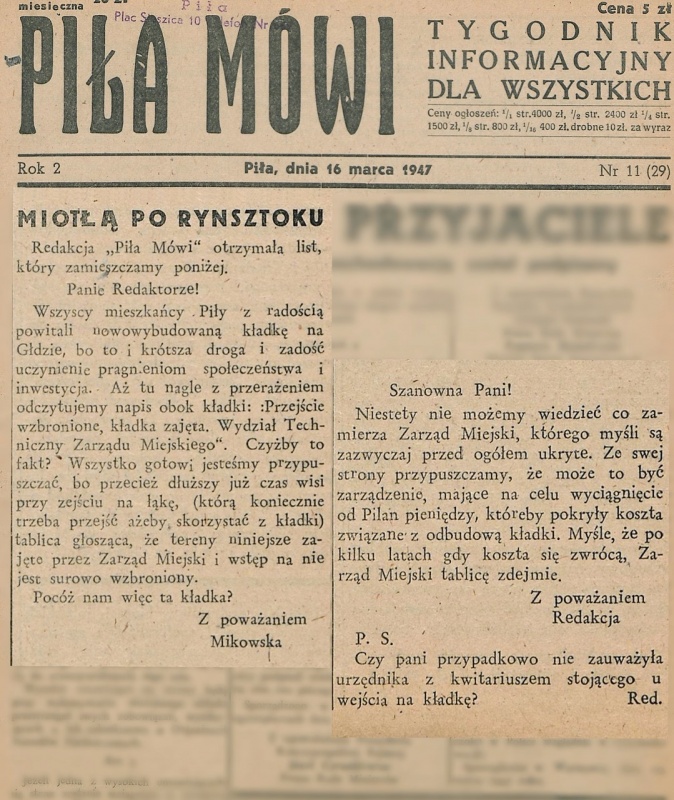 miesięczna
Piła
Plac Staszica 10
Cena 5 zł
PIŁA MÓWI
TYGODNIK
INFORMACYJNY
DLA WSZYSTKICH
Ceny ogłoszeń: ¹/₁ str.4000 zł, ¹/₂ str. 2400 zł ¹/₄ str.
1500 zł, ¹/₈ str. 800 zł, ¹/₁₆ 400 zł. drobne 10 zł. za wyraz
Rok 2
Piła, dnia 16 marca 1947
Nr 11 (29)
MIOTŁĄ PO RYNSZTOKU
Redakcja „Piła Mówi“ otrzymała list,
który zamieszczamy poniżej.
Panie Redaktorze!
Wszyscy mieszkańcy Piły z radością
powitali nowowybudowaną kładkę na
Głdzie, bo to i krótsza droga i zadość
uczynienie pragnieniom społeczeństwa i
inwestycja. Aż tu nagle z przerażeniem
odczytujemy napis obok kładki: :Przejście
wzbronione, kładka zajęta. Wydział Tech-
niczny Zarządu Miejskiego“. Czyżby to
fakt? Wszystko gotowi jesteśmy przypu-
szczać, bo przecież dłuższy już czas wisi
przy zejściu na łąkę, (którą koniecznie
trzeba przejść ażeby skorzystać z kładki)
tablica głosząca, że tereny niniejsze za-
jęte przez Zarząd Miejski i wstęp na nie
jest surowo wzbroniony.
Pocóż nam więc ta kładka?
Z poważaniem
Mikowska
PRZYJACIELE
Szanowna Pani!
Niestety nie możemy wiedzieć co za-
mierza Zarząd Miejski, którego myśli są
zazwyczaj przed ogółem ukryte. Ze swej
strony przypuszczamy, że może to być
zarządzenie, mające na celu wyciągnięcie
od Pilan pieniędzy, któreby pokryły koszta
związane z odbudową kładki. Myśle, że po
kilku latach gdy koszta się zwrócą, Za-
rząd Miejski tablicę zdejmie.
Z poważaniem
Redakcja
P. S.
Czy pani przypadkowo nie zauważyła
urzędnika z kwitariuszem stojącego u
wejścia na kładkę? Red.